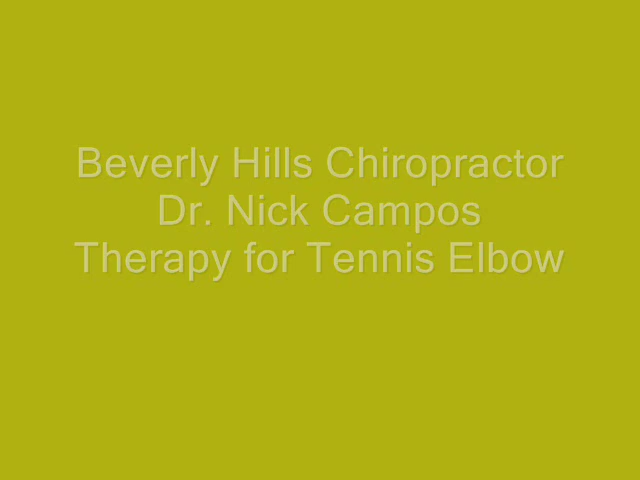 Beverly Hills Chiropractor
Dr. Nick Campos
Therapy for Tennis Elbow